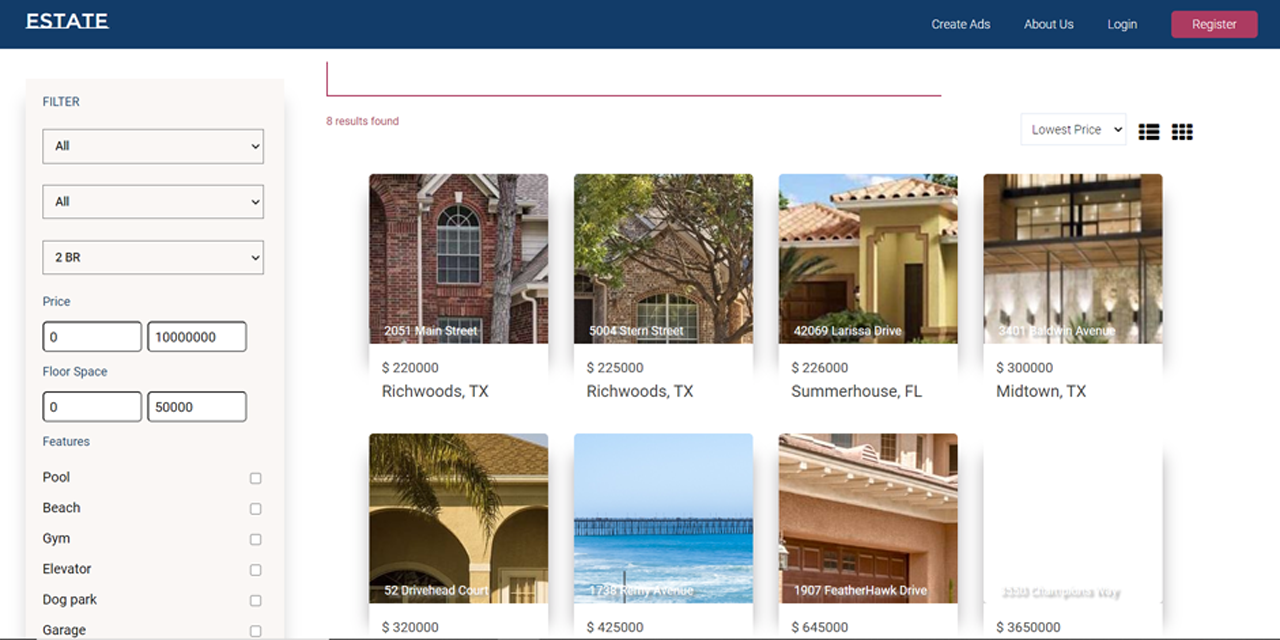 ESTATE
Create Ads
About Us
Login
Register
FILTER
All
All
2 BR
Price
0
10000000
Floor Space
0
50000
Features
Pool
Beach
Gym
Elevator
Dog park
Garage
8 results found
Lowest Price
2051 Main Street
5004 Stern Street
42069 Larissa Drive
3401 Baldwin Avenue
$ 220000
$ 225000
$ 226000
$ 300000
Richwoods, TX
Richwoods, TX
Summerhouse, FL
Midtown, TX
52 Drivehead Court
1738 Remy Avenue
1907 FeatherHawk Drive
Champions Way
$ 320000
$ 425000
$ 645000
$ 3650000